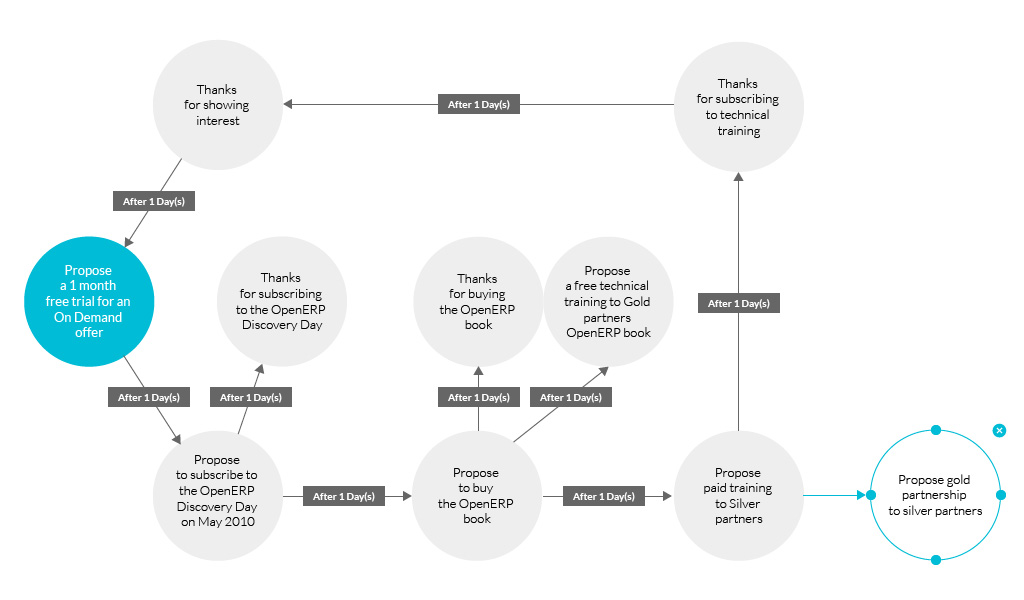 Thanks
for showing
interest
After 1 Day(s)
Thanks
for subscribing
to technical
training
After 1 Day(s)
Propose
a 1 month
free trial for an
On Demand
offer
Thanks
for subscribing
to the OpenERP
Discovery Day
Thanks
for buying
the OpenERP
book
Propose
a free technical
training to Gold
partners
OpenERP book
After 1 Day(s)
After 1 Day(s)
After 1 Day(s)
After 1 Day(s)
After 1 Day(s)
Propose
to subscribe to
the OpenERP
Discovery Day
on May 2010
After 1 Day(s)
Propose
to buy
the OpenERP
book
After 1 Day(s)
Propose
paid training
to Silver
partners
Propose gold
partnership
to silver partners